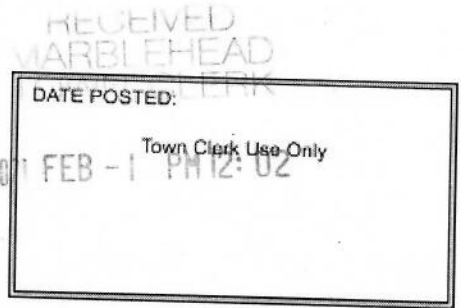 RECEIVED
MARBLEHEAD
CLERK
DATE POSTED:
Town Clerk Use Only
FEB -1 PM 12: 02